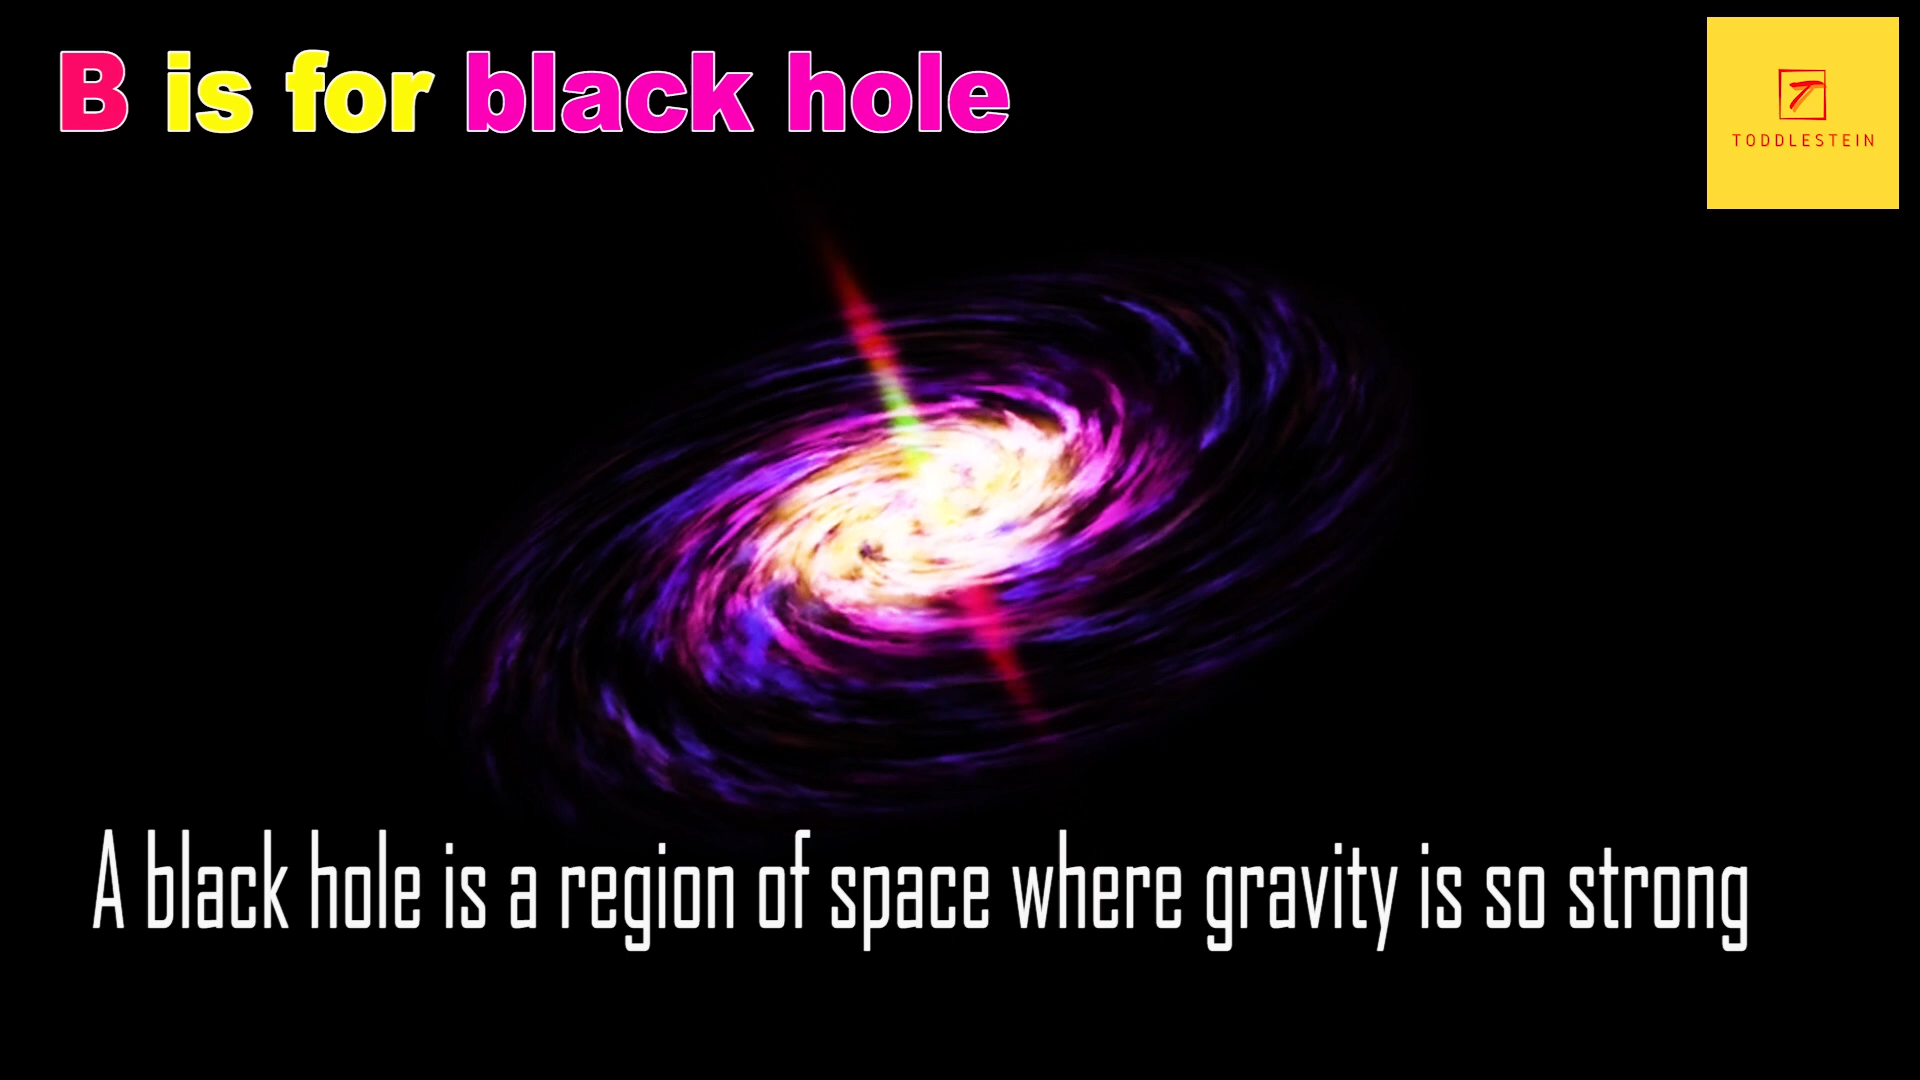 B is for black hole
TODDLESTEIN
A black hole is a region of space where gravity is so strong